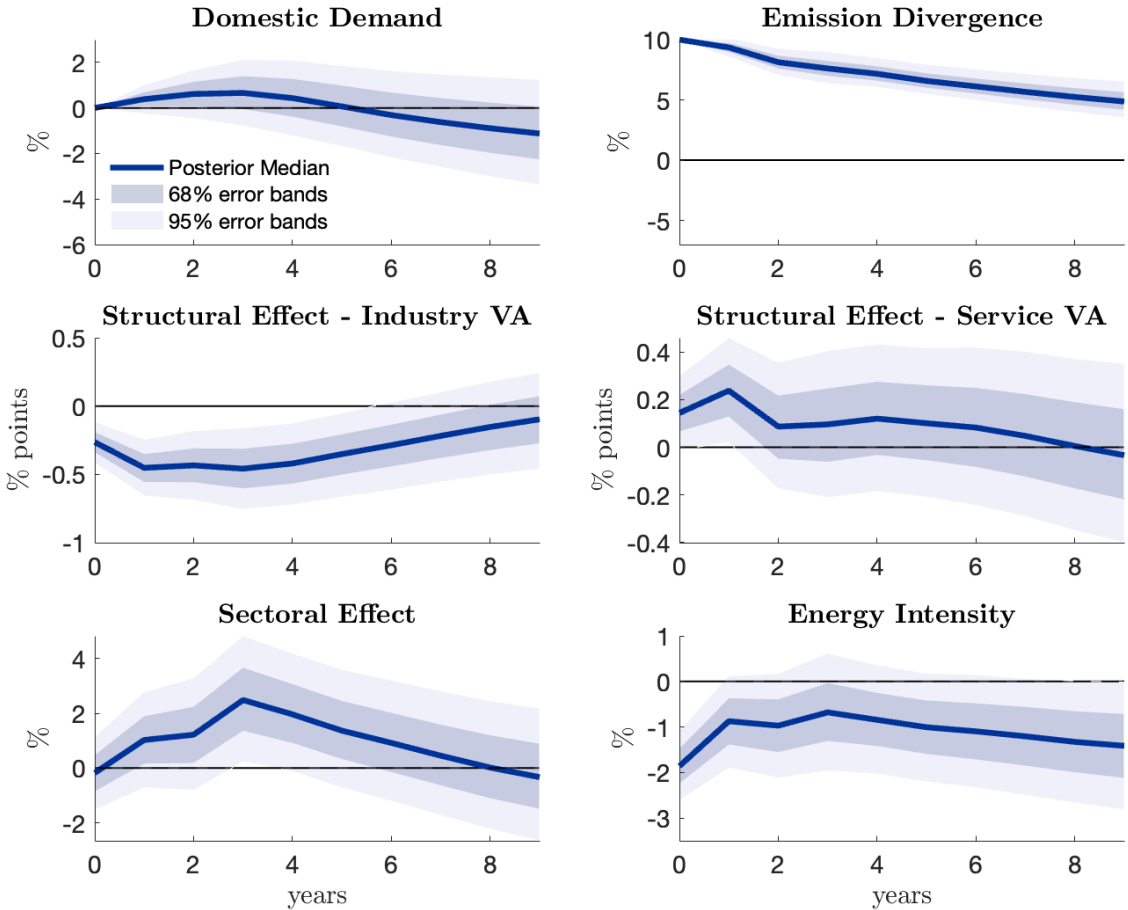 Domestic Demand
%
2
0
-2
-4
-6
Posterior Median
68% error bands
95% error bands
0 2 4 6 8
Emission Divergence
%
10
5
0
-5
0 2 4 6 8
Structural Effect - Industry VA
% points
0.5
0
-0.5
-1
0 2 4 6 8
Structural Effect - Service VA
% points
0.4
0.2
0
-0.2
-0.4
0 2 4 6 8
Sectoral Effect
%
4
2
0
-2
0 2 4 6 8
years
Energy Intensity
%
1
0
-1
-2
-3
0 2 4 6 8
years